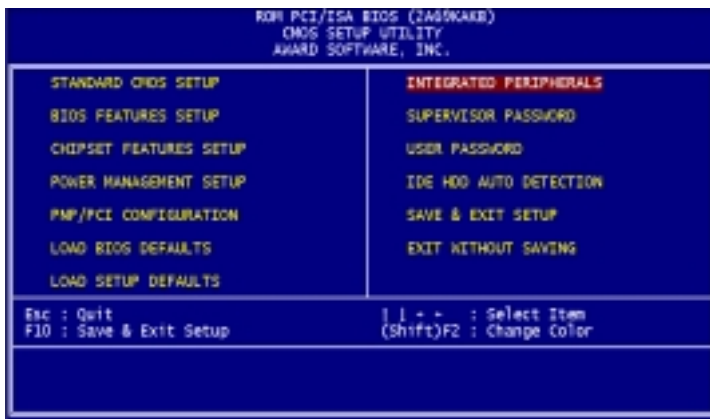 ROM PCI/ISA BIOS (2A69KAKB)
CMOS SETUP UTILITY
AWARD SOFTWARE, INC.
STANDARD CMOS SETUP
BIOS FEATURES SETUP
CHIPSET FEATURES SETUP
POWER MANAGEMENT SETUP
PNP/PCI CONFIGURATION
LOAD BIOS DEFAULTS
LOAD SETUP DEFAULTS
INTEGRATED PERIPHERALS
SUPERVISOR PASSWORD
USER PASSWORD
IDE HDD AUTO DETECTION
SAVE & EXIT SETUP
EXIT WITHOUT SAVING
Esc : Quit
F10 : Save & Exit Setup
: Select Item
(Shift)F2 : Change Color